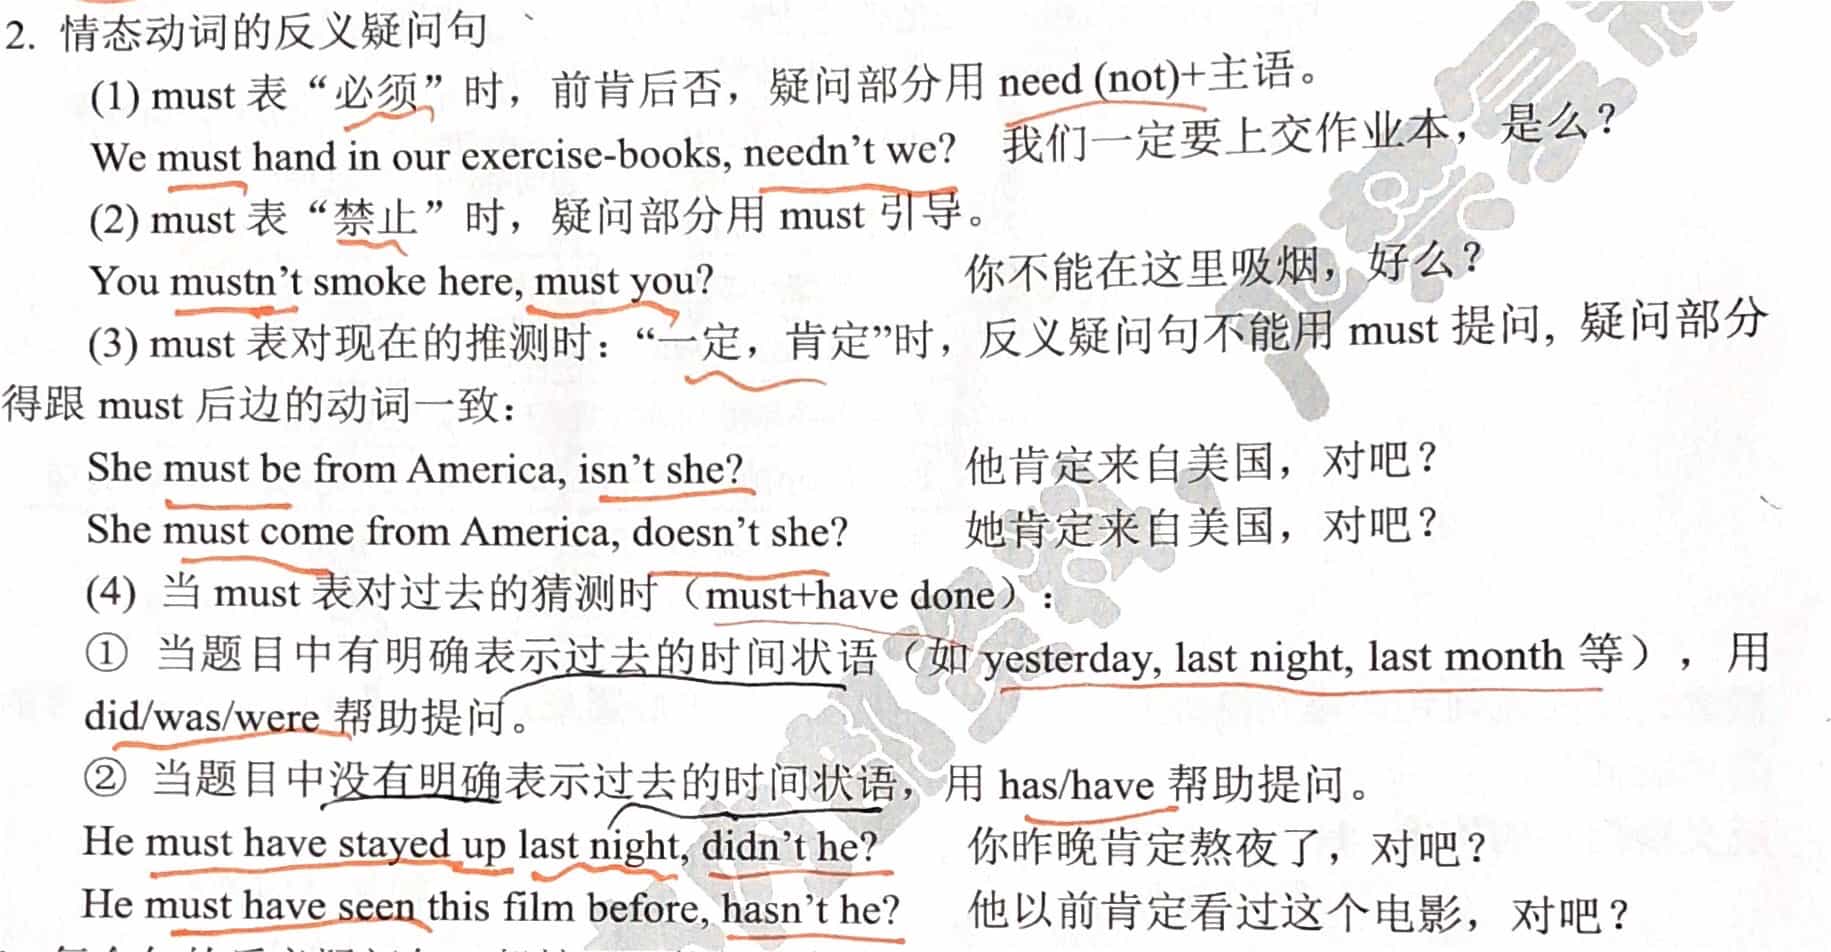 2. 情态动词的反义疑问句
(1) must 表“必须”时，前肯后否，疑问部分用 need (not)+主语。
We must hand in our exercise-books, needn't we? 我们一定要上交作业本，是么？
(2) must 表“禁止”时，疑问部分用 must 引导。
You mustn't smoke here, must you? 你不能在这里吸烟，好么？
(3) must 表对现在的推测时：“一定，肯定”时，反义疑问句不能用 must 提问, 疑问部分
得跟 must 后边的动词一致：
She must be from America, isn't she? 他肯定来自美国，对吧？
She must come from America, doesn't she? 她肯定来自美国，对吧？
(4) 当 must 表对过去的猜测时（must+have done）：
① 当题目中有明确表示过去的时间状语（如 yesterday, last night, last month 等），用
did/was/were 帮助提问。
② 当题目中没有明确表示过去的时间状语，用 has/have 帮助提问。
He must have stayed up last night, didn't he? 你昨晚肯定熬夜了，对吧？
He must have seen this film before, hasn't he? 他以前肯定看过这个电影，对吧？